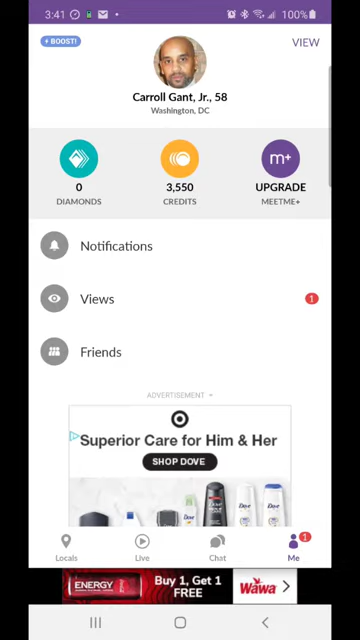 3:41
100%
BOOST!
VIEW
Carroll Gant, Jr., 58
Washington, DC
0
3,550
m+
UPGRADE
DIAMONDS
CREDITS
MEETME+
Notifications
Views
1
Friends
ADVERTISEMENT
Superior Care for Him & Her
SHOP DOVE
Dove
Dove
1
Locals
Live
Chat
Me
ENERGY
Buy 1, Get 1
FREE
Wawa